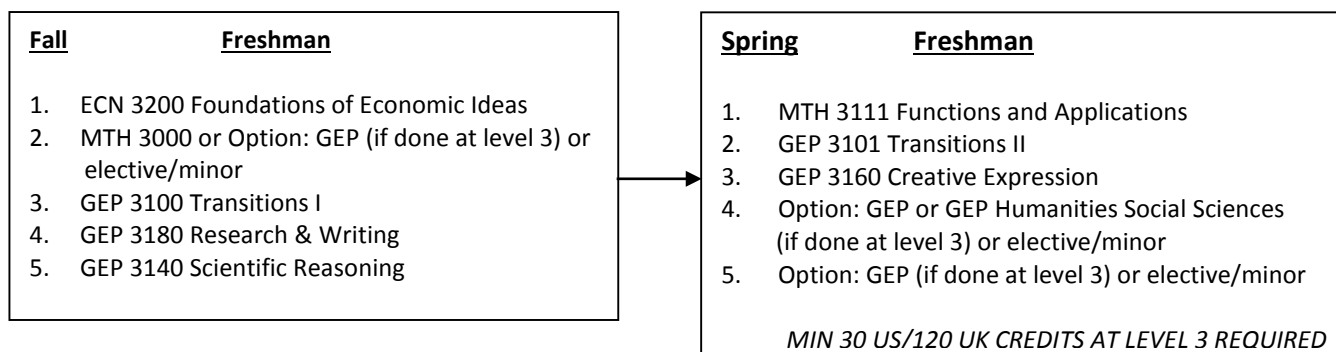 Fall Freshman
1. ECN 3200 Foundations of Economic Ideas
2. MTH 3000 or Option: GEP (if done at level 3) or
elective/minor
3. GEP 3100 Transitions I
4. GEP 3180 Research & Writing
5. GEP 3140 Scientific Reasoning
Spring Freshman
1. MTH 3111 Functions and Applications
2. GEP 3101 Transitions II
3. GEP 3160 Creative Expression
4. Option: GEP or GEP Humanities Social Sciences
(if done at level 3) or elective/minor
5. Option: GEP (if done at level 3) or elective/minor
MIN 30 US/120 UK CREDITS AT LEVEL 3 REQUIRED